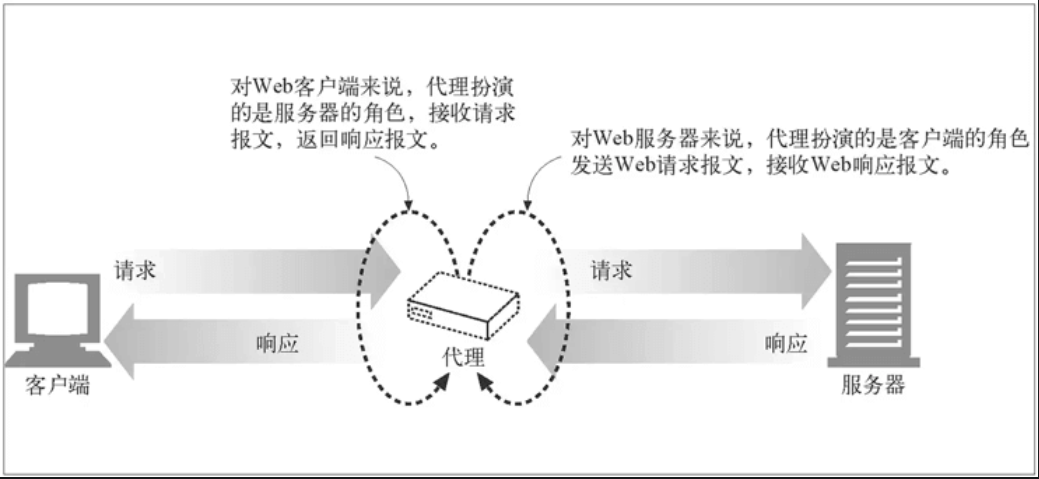 对Web客户端来说，代理扮演
的是服务器的角色，接收请求
报文，返回响应报文。
对Web服务器来说，代理扮演的是客户端的角色
发送Web请求报文，接收Web响应报文。
请求
请求
响应
响应
代理
客户端
服务器